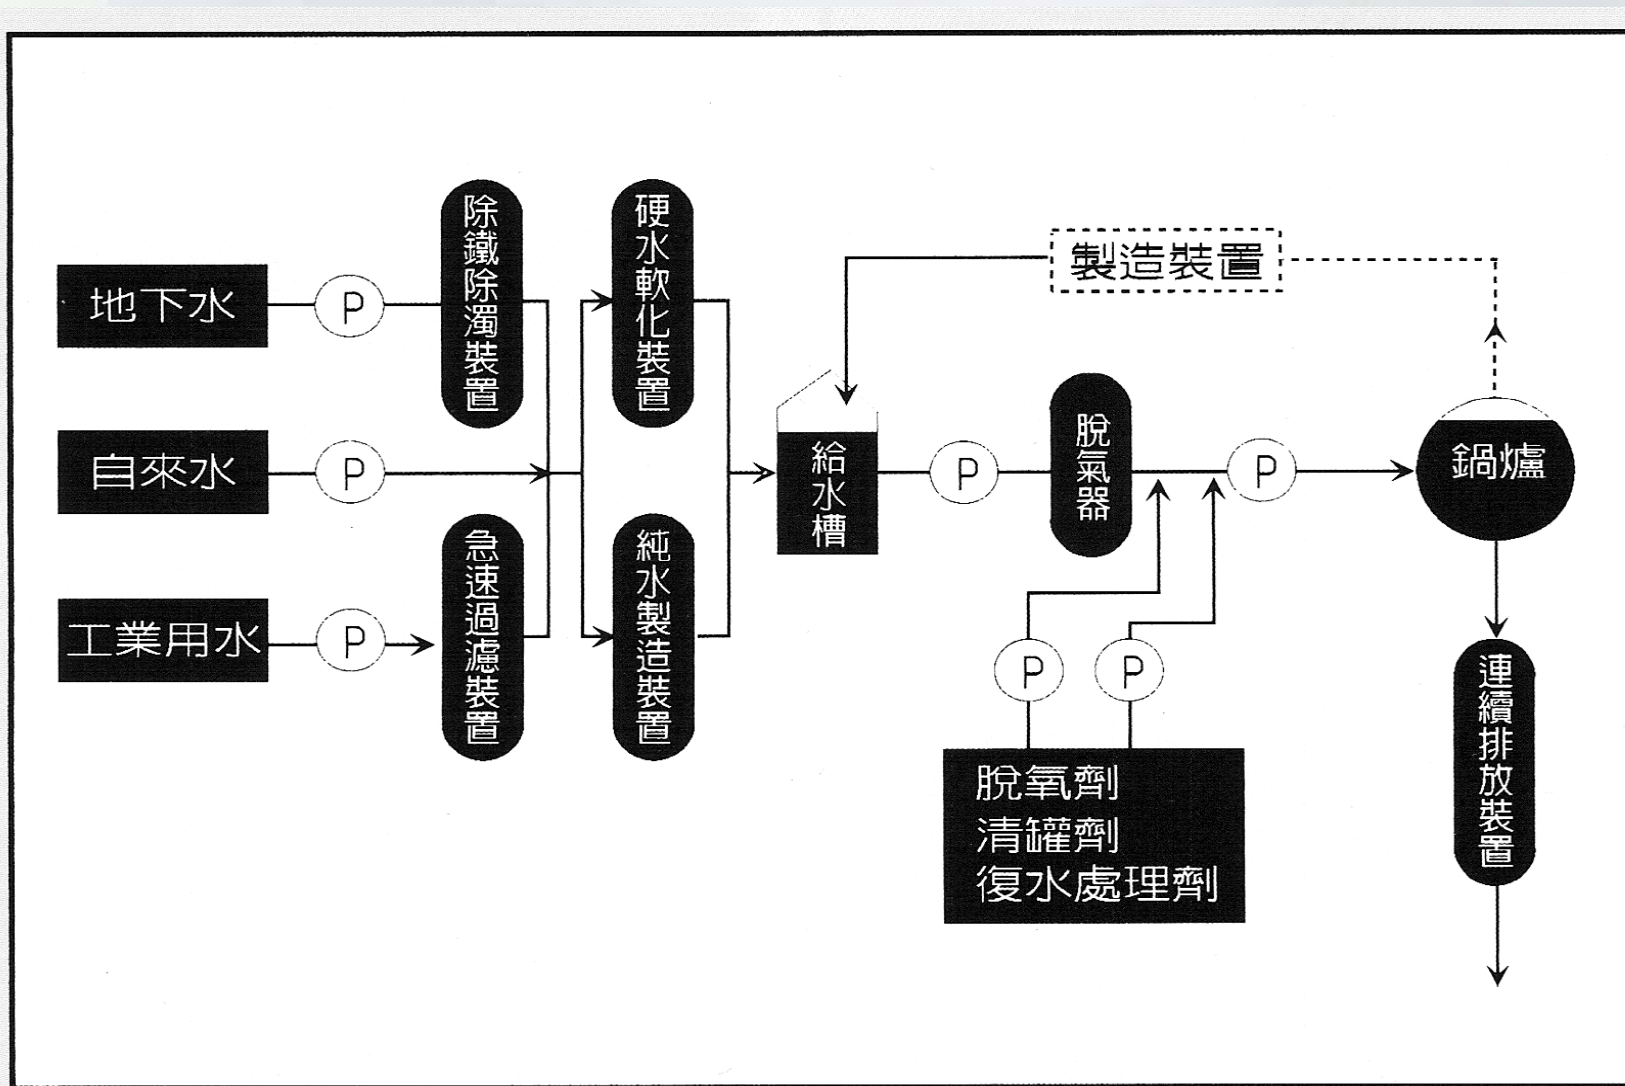 地下水
P
除鐵除濁裝置
硬水軟化裝置
製造裝置
自來水
P
給水槽
P
脫氣器
P
鍋爐
工業用水
P
急速過濾裝置
純水製造裝置
P
P
連續排放裝置
脫氧劑
清罐劑
復水處理劑